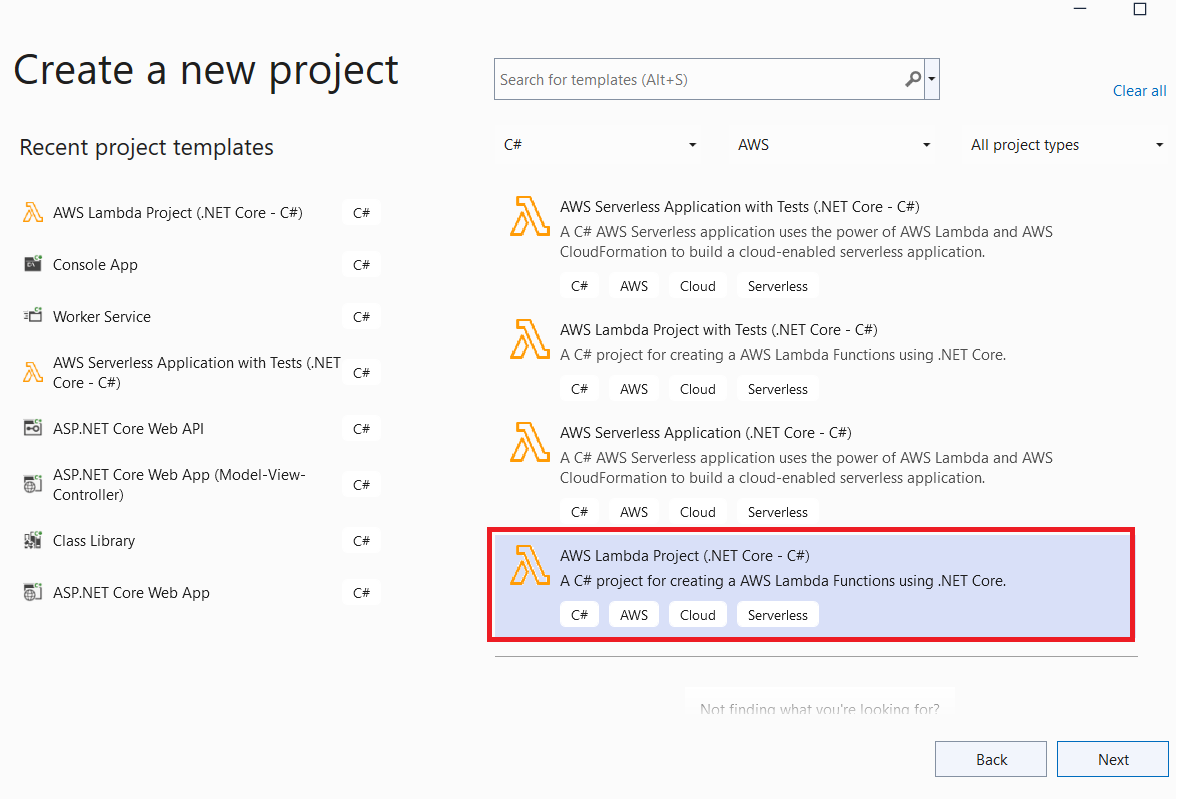 Create a new project
Search for templates (Alt+S)
Clear all
Recent project templates
C#
AWS
All project types
AWS Lambda Project (.NET Core - C#)
C#
Console App
C#
Worker Service
C#
AWS Serverless Application with Tests (.NET
Core - C#)
C#
ASP.NET Core Web API
C#
ASP.NET Core Web App (Model-View-
Controller)
C#
Class Library
C#
ASP.NET Core Web App
C#
AWS Serverless Application with Tests (.NET Core - C#)
A C# AWS Serverless application uses the power of AWS Lambda and AWS
CloudFormation to build a cloud-enabled serverless application.
C# AWS Cloud Serverless
AWS Lambda Project with Tests (.NET Core - C#)
A C# project for creating a AWS Lambda Functions using .NET Core.
C# AWS Cloud Serverless
AWS Serverless Application (.NET Core - C#)
A C# AWS Serverless application uses the power of AWS Lambda and AWS
CloudFormation to build a cloud-enabled serverless application.
C# AWS Cloud Serverless
AWS Lambda Project (.NET Core - C#)
A C# project for creating a AWS Lambda Functions using .NET Core.
C# AWS Cloud Serverless
Not finding what you're looking for?
Back
Next